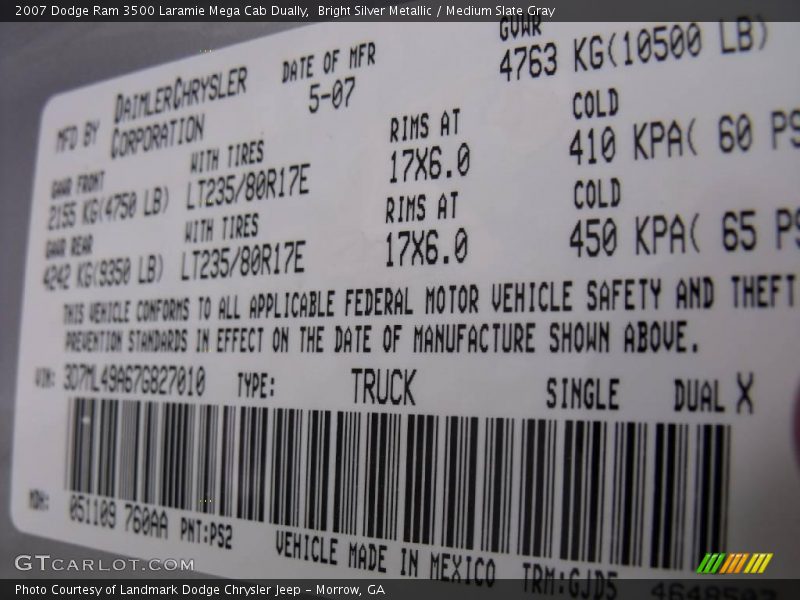 2007 Dodge Ram 3500 Laramie Mega Cab Dually, Bright Silver Metallic / Medium Slate Gray
MFD BY DAIMLERCHRYSLER CORPORATION
DATE OF MFR 5-07
GVWR 4763 KG(10500 LB)
GAWR FRONT WITH TIRES RIMS AT COLD
2155 KG(4750 LB) LT235/80R17E 17X6.0 410 KPA( 60 PS
GAWR REAR WITH TIRES RIMS AT COLD
4242 KG(9350 LB) LT235/80R17E 17X6.0 450 KPA( 65 PS
THIS VEHICLE CONFORMS TO ALL APPLICABLE FEDERAL MOTOR VEHICLE SAFETY AND THEFT
PREVENTION STANDARDS IN EFFECT ON THE DATE OF MANUFACTURE SHOWN ABOVE.
VIN: 3D7ML49A67G827010 TYPE: TRUCK SINGLE DUAL X
MDH: 051109 760AA PNT:PS2
VEHICLE MADE IN MEXICO TRM:GJD5 4648503
GTCARLOT.COM
Photo Courtesy of Landmark Dodge Chrysler Jeep – Morrow, GA